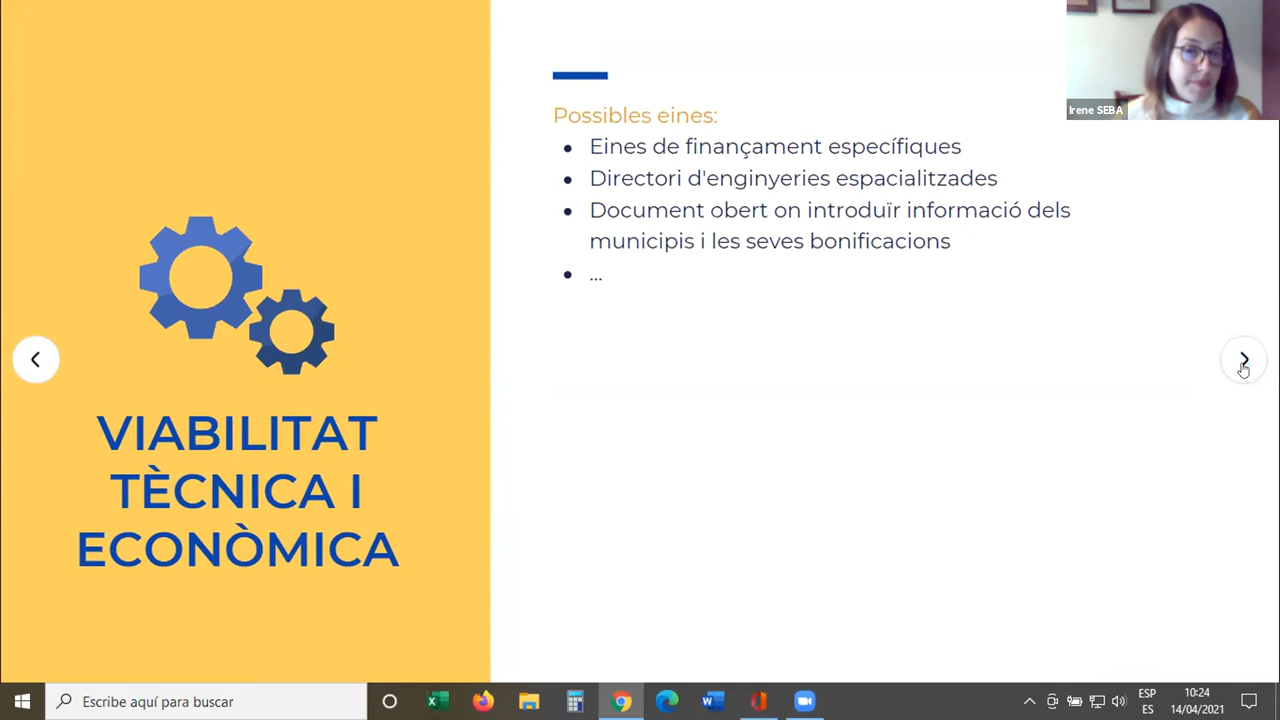 Possibles eines:
• Eines de finançament específiques
• Directori d'enginyeries espacialitzades
• Document obert on introduïr informació dels
municipis i les seves bonificacions
• ...
VIABILITAT
TÈCNICA I
ECONÒMICA
Irene SEBA
Escribe aquí para buscar
ESP
ES
10:24
14/04/2021